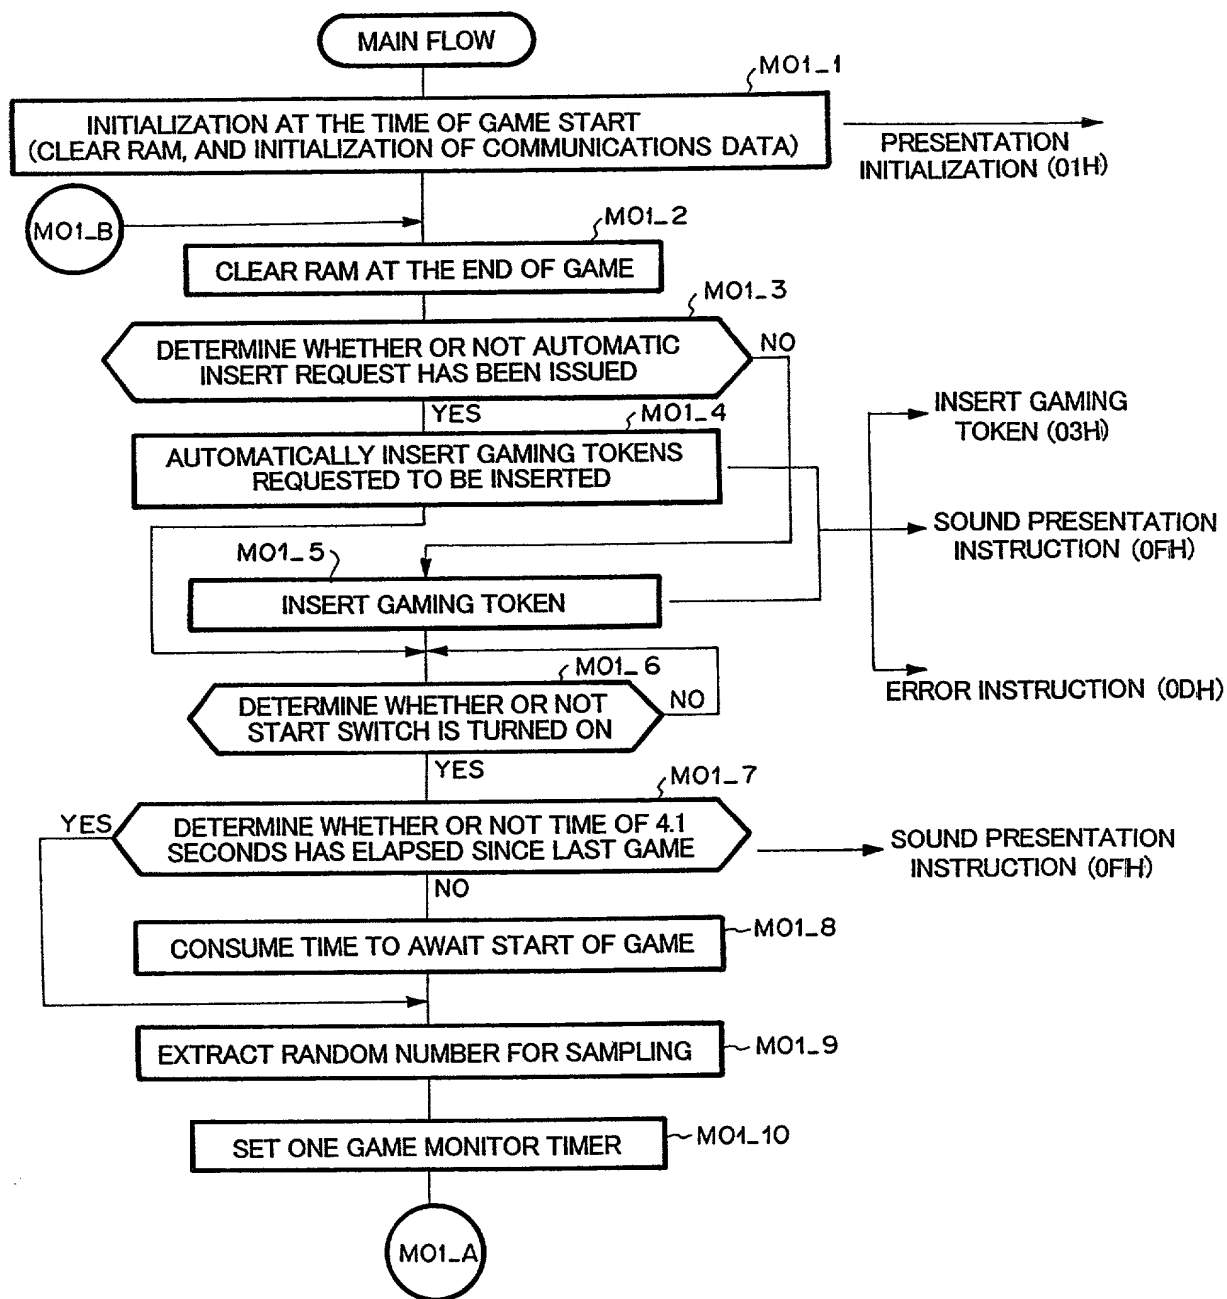 MAIN FLOW
M01_1
INITIALIZATION AT THE TIME OF GAME START
(CLEAR RAM, AND INITIALIZATION OF COMMUNICATIONS DATA)
PRESENTATION
INITIALIZATION (01H)
M01_B
M01_2
CLEAR RAM AT THE END OF GAME
M01_3
DETERMINE WHETHER OR NOT AUTOMATIC
INSERT REQUEST HAS BEEN ISSUED
NO
YES
M01_4
AUTOMATICALLY INSERT GAMING TOKENS
REQUESTED TO BE INSERTED
INSERT GAMING
TOKEN (03H)
SOUND PRESENTATION
INSTRUCTION (0FH)
M01_5
INSERT GAMING TOKEN
ERROR INSTRUCTION (0DH)
M01_6
DETERMINE WHETHER OR NOT
START SWITCH IS TURNED ON
NO
YES
M01_7
YES
DETERMINE WHETHER OR NOT TIME OF 4.1
SECONDS HAS ELAPSED SINCE LAST GAME
SOUND PRESENTATION
INSTRUCTION (0FH)
NO
CONSUME TIME TO AWAIT START OF GAME
M01_8
EXTRACT RANDOM NUMBER FOR SAMPLING
M01_9
SET ONE GAME MONITOR TIMER
M01_10
M01_A